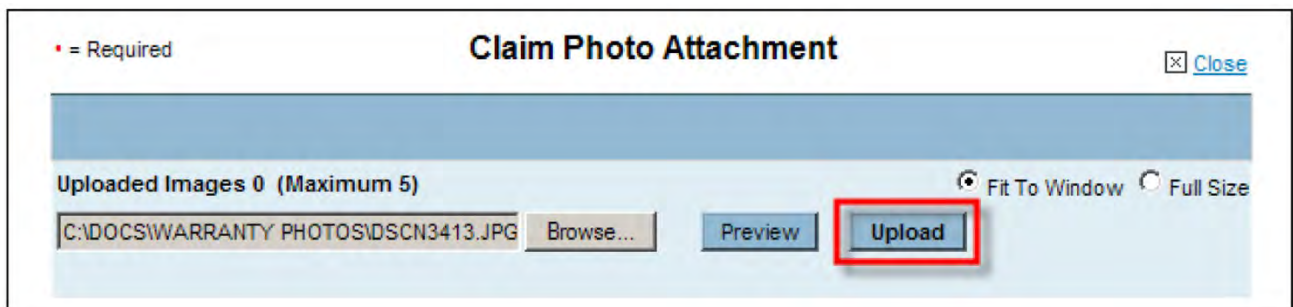 • = Required
Claim Photo Attachment
Close
Uploaded Images 0 (Maximum 5)
Fit To Window Full Size
C:\DOCS\WARRANTY PHOTOS\DSCN3413.JPG Browse... Preview Upload